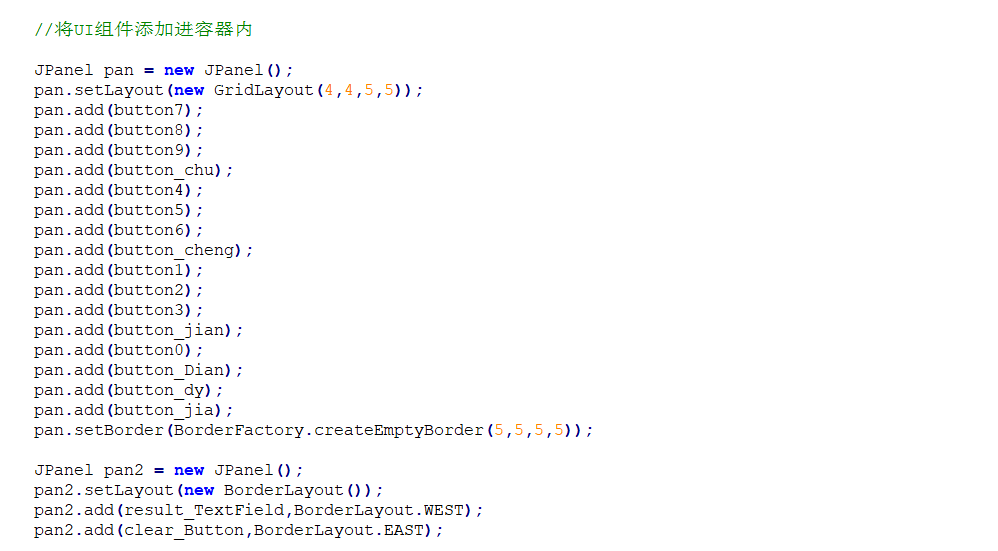 //将UI组件添加进容器内
JPanel pan = new JPanel();
pan.setLayout(new GridLayout(4,4,5,5));
pan.add(button7);
pan.add(button8);
pan.add(button9);
pan.add(button_chu);
pan.add(button4);
pan.add(button5);
pan.add(button6);
pan.add(button_cheng);
pan.add(button1);
pan.add(button2);
pan.add(button3);
pan.add(button_jian);
pan.add(button0);
pan.add(button_Dian);
pan.add(button_dy);
pan.add(button_jia);
pan.setBorder(BorderFactory.createEmptyBorder(5,5,5,5));
JPanel pan2 = new JPanel();
pan2.setLayout(new BorderLayout());
pan2.add(result_TextField,BorderLayout.WEST);
pan2.add(clear_Button,BorderLayout.EAST);